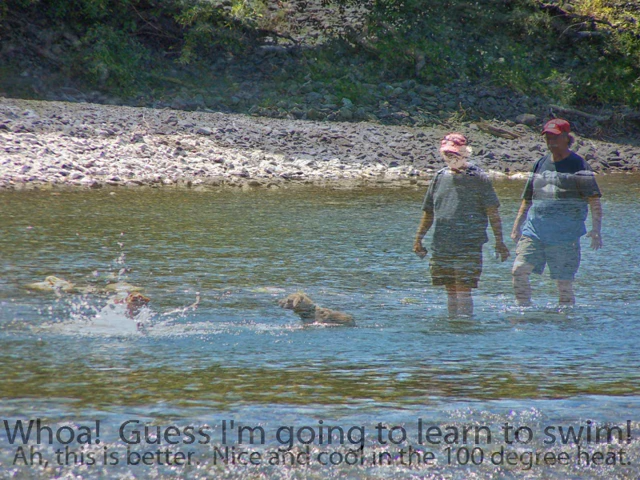 Whoa! Guess I'm going to learn to swim!
Ah, this is better. Nice and cool in the 100 degree heat.